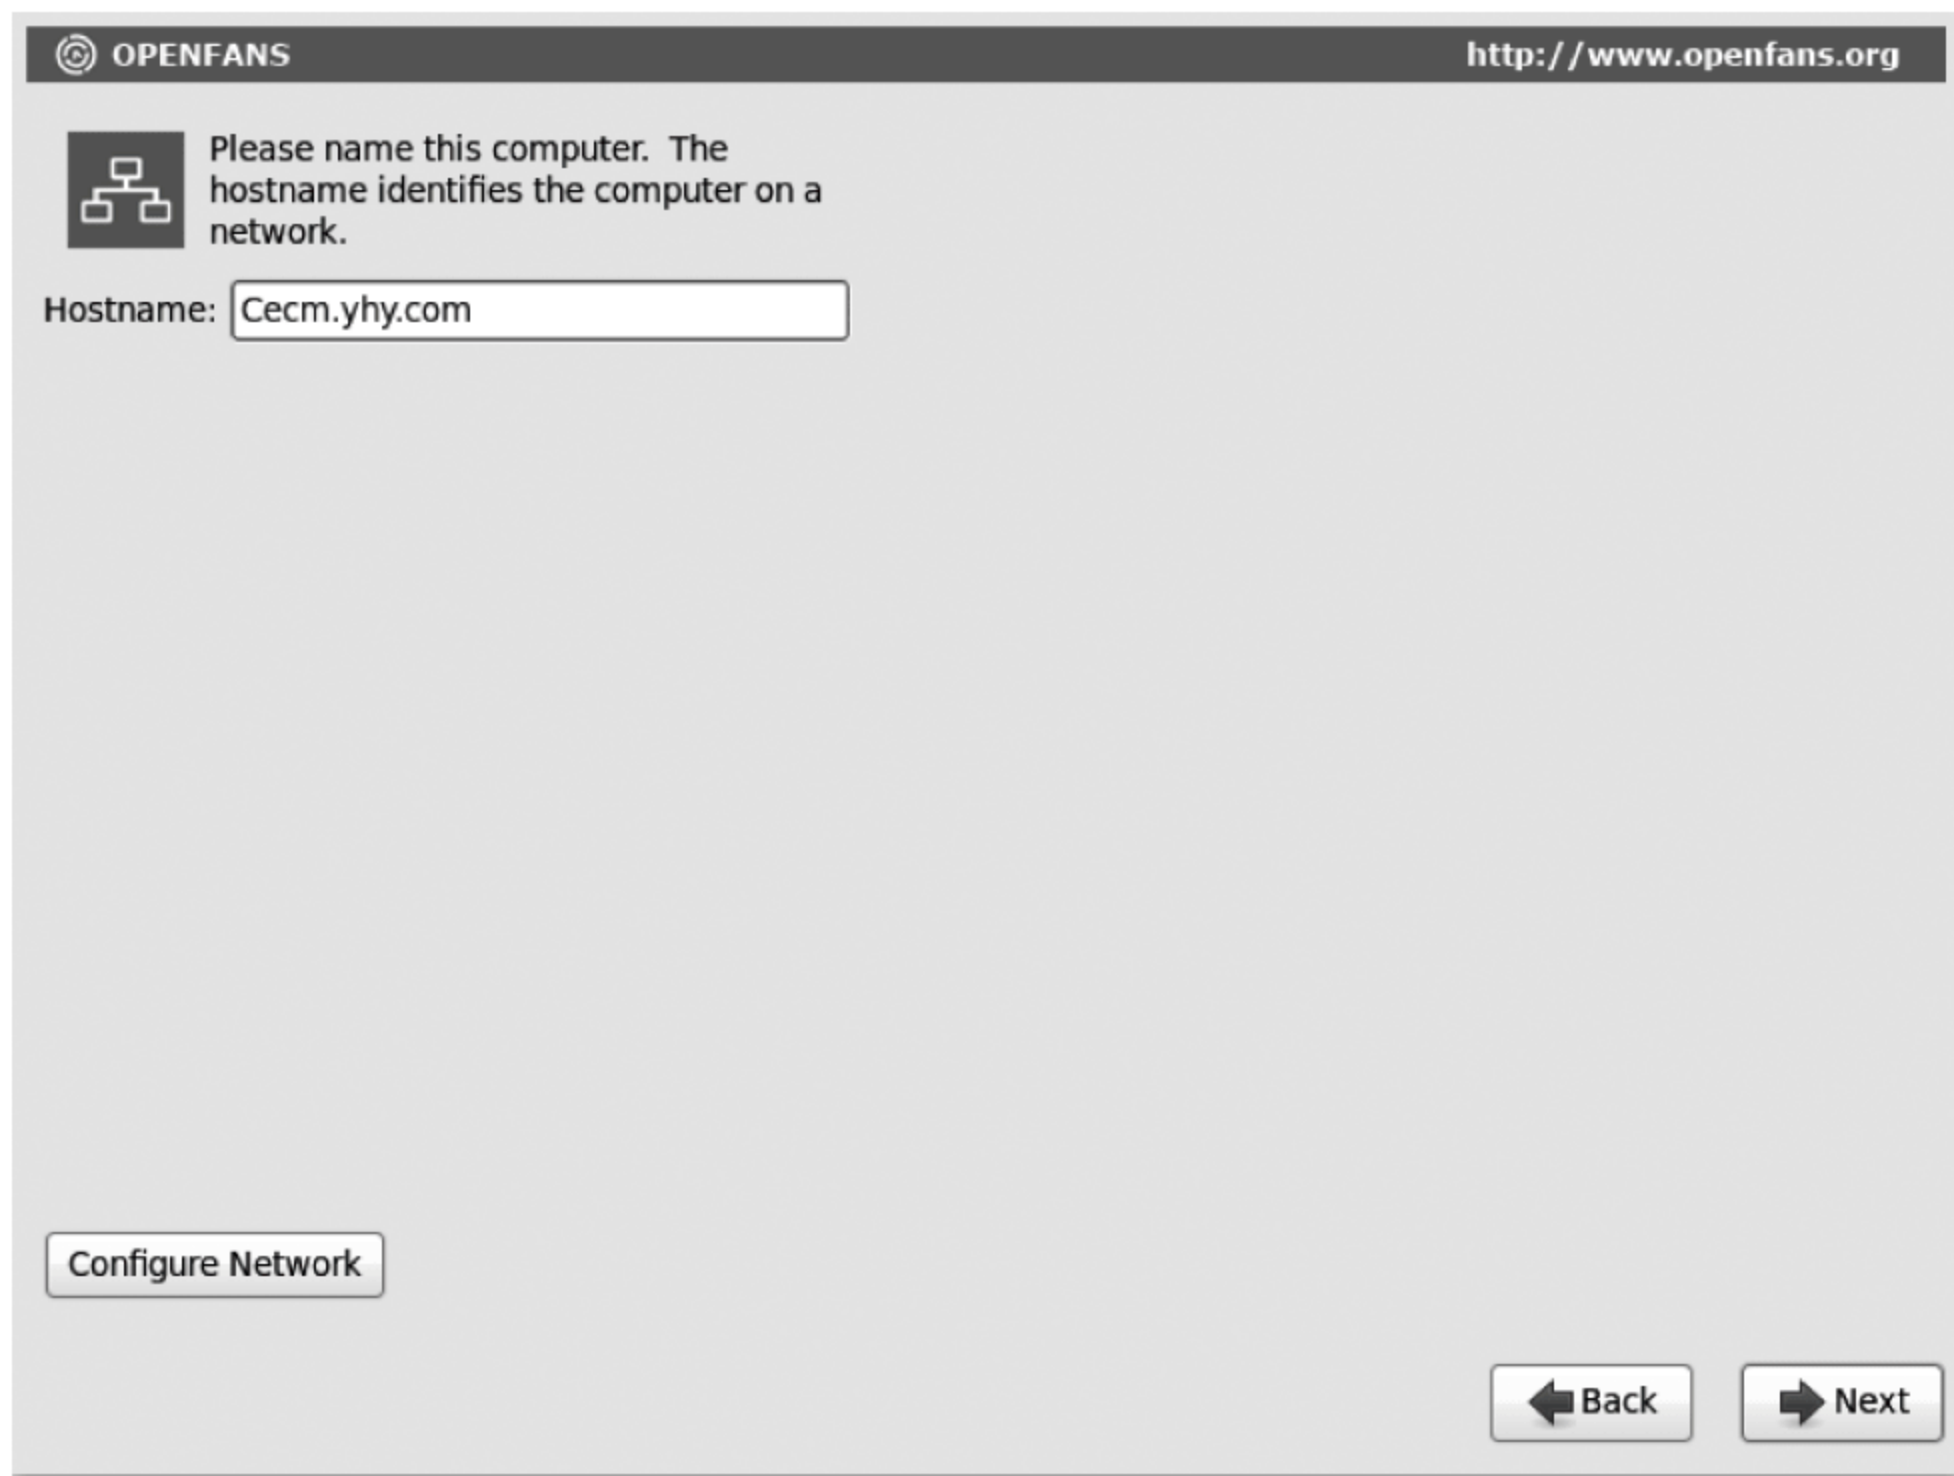 OPENFANS
http://www.openfans.org
Please name this computer.  The
hostname identifies the computer on a
network.
Hostname: Cecm.yhy.com
Configure Network
Back
Next